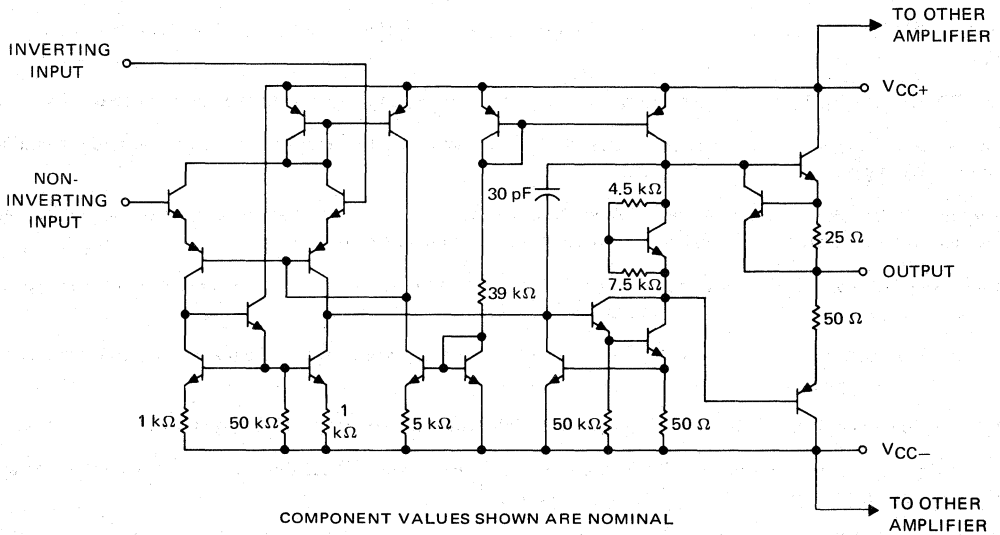 TO OTHER
AMPLIFIER
INVERTING
INPUT
VCC+
NON-
INVERTING
INPUT
30 pF
4.5 kΩ
25 Ω
OUTPUT
7.5 kΩ
39 kΩ
50 Ω
1 kΩ
50 kΩ
1
kΩ
5 kΩ
50 kΩ
50 Ω
VCC–
COMPONENT VALUES SHOWN ARE NOMINAL
TO OTHER
AMPLIFIER